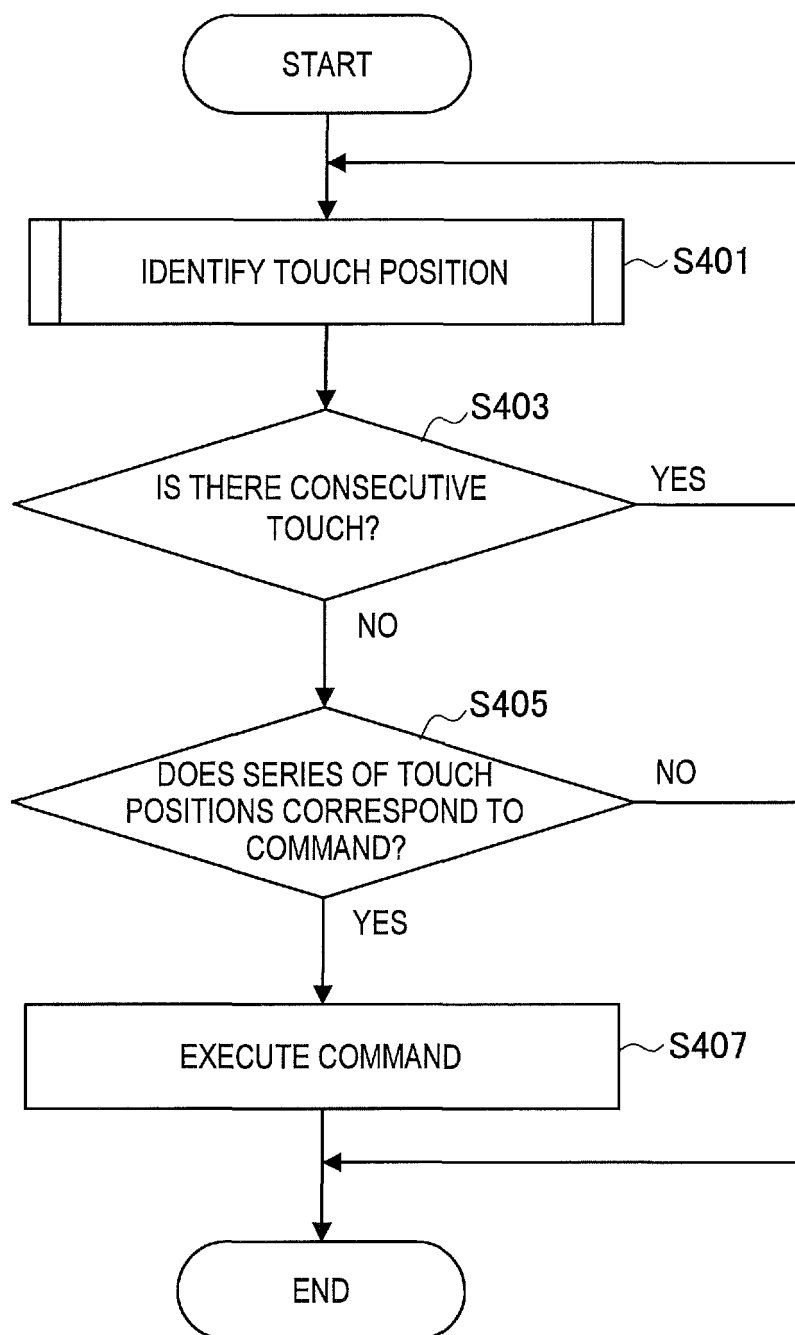 START
IDENTIFY TOUCH POSITION
S401
S403
IS THERE CONSECUTIVE
TOUCH?
YES
NO
S405
DOES SERIES OF TOUCH
POSITIONS CORRESPOND TO
COMMAND?
NO
YES
EXECUTE COMMAND
S407
END